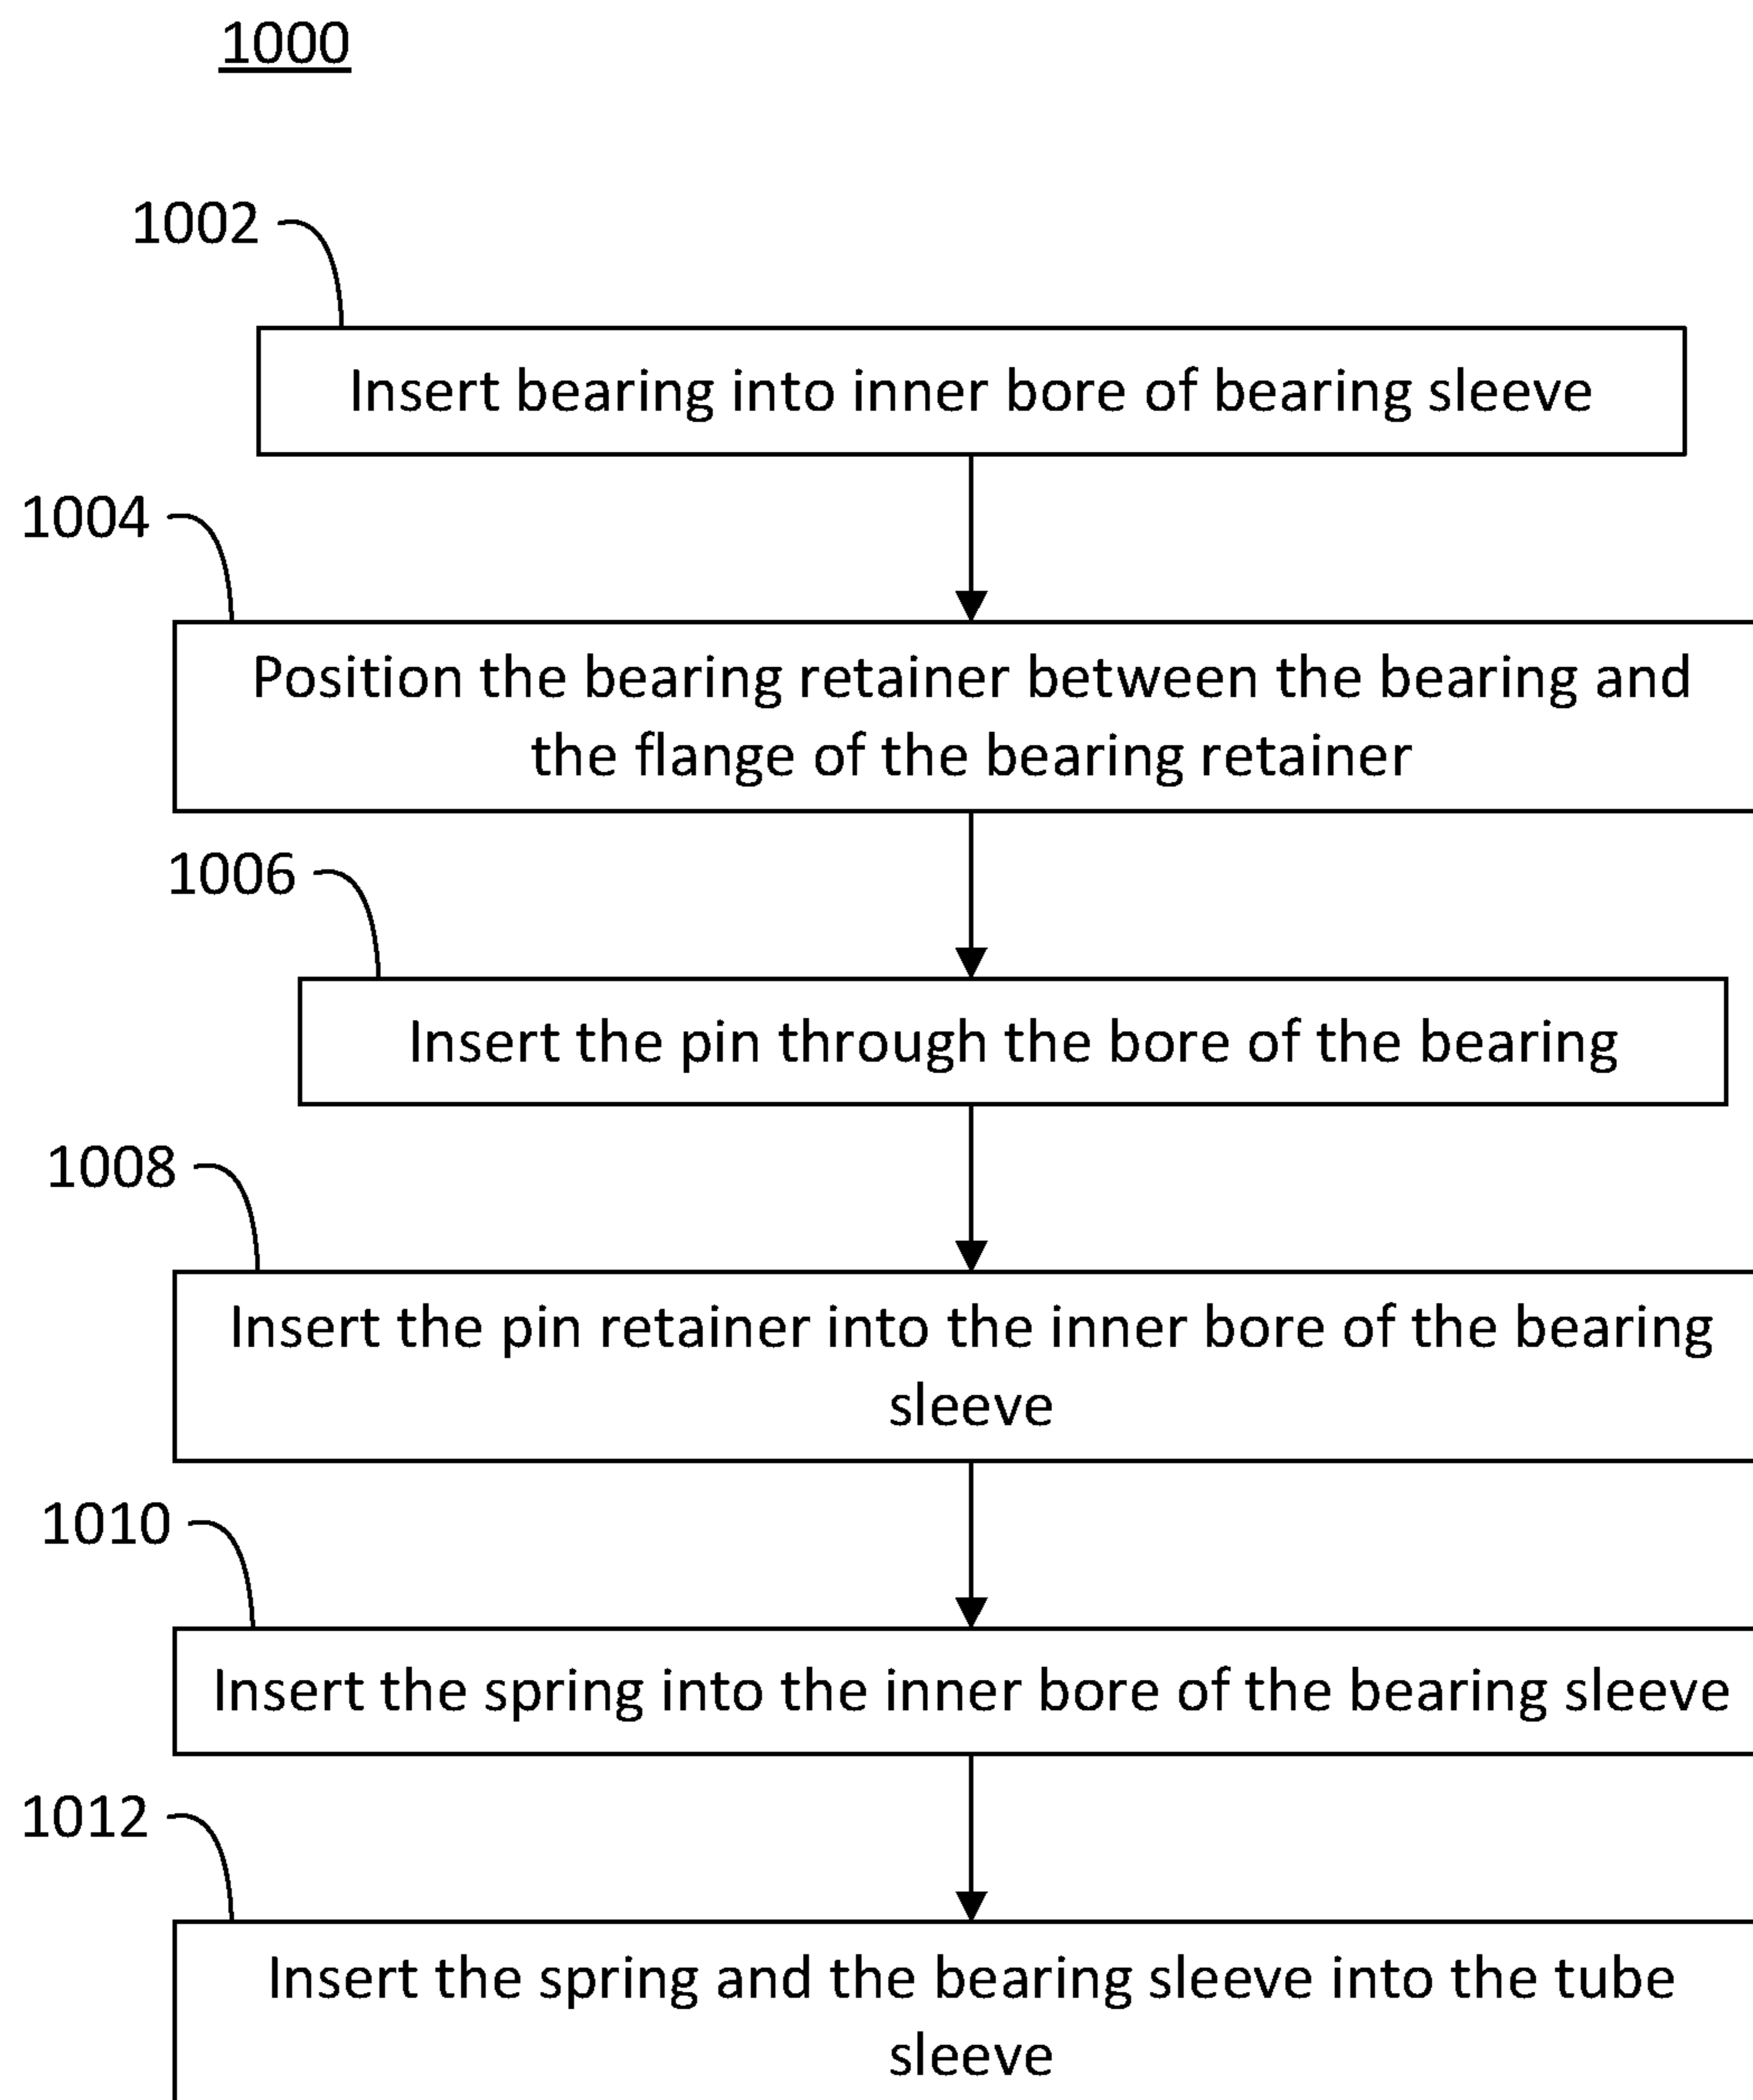 1000
1002
Insert bearing into inner bore of bearing sleeve
1004
Position the bearing retainer between the bearing and
the flange of the bearing retainer
1006
Insert the pin through the bore of the bearing
1008
Insert the pin retainer into the inner bore of the bearing
sleeve
1010
Insert the spring into the inner bore of the bearing sleeve
1012
Insert the spring and the bearing sleeve into the tube
sleeve